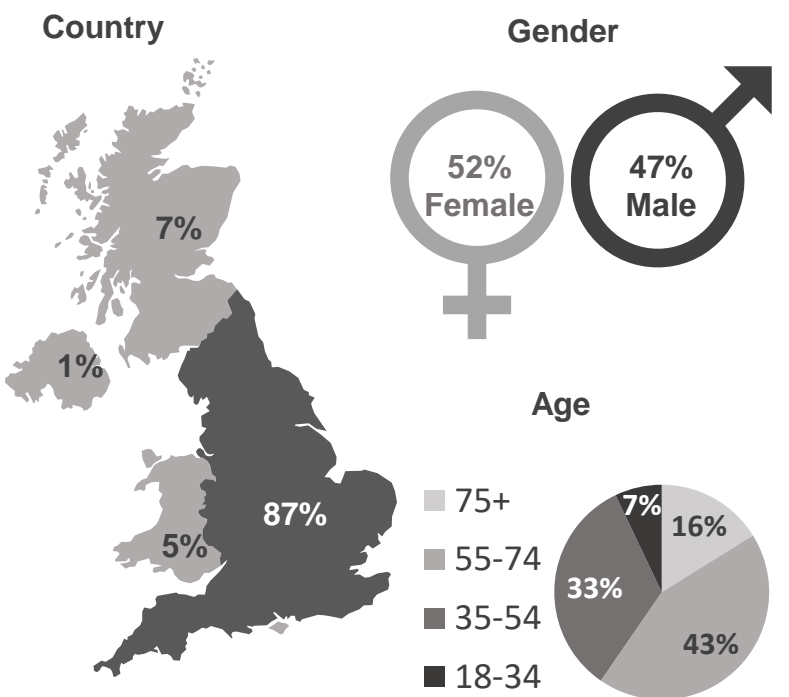 Country
7%
1%
5%
87%
Gender
52%
Female
47%
Male
Age
75+
55-74
35-54
18-34
7%
16%
33%
43%